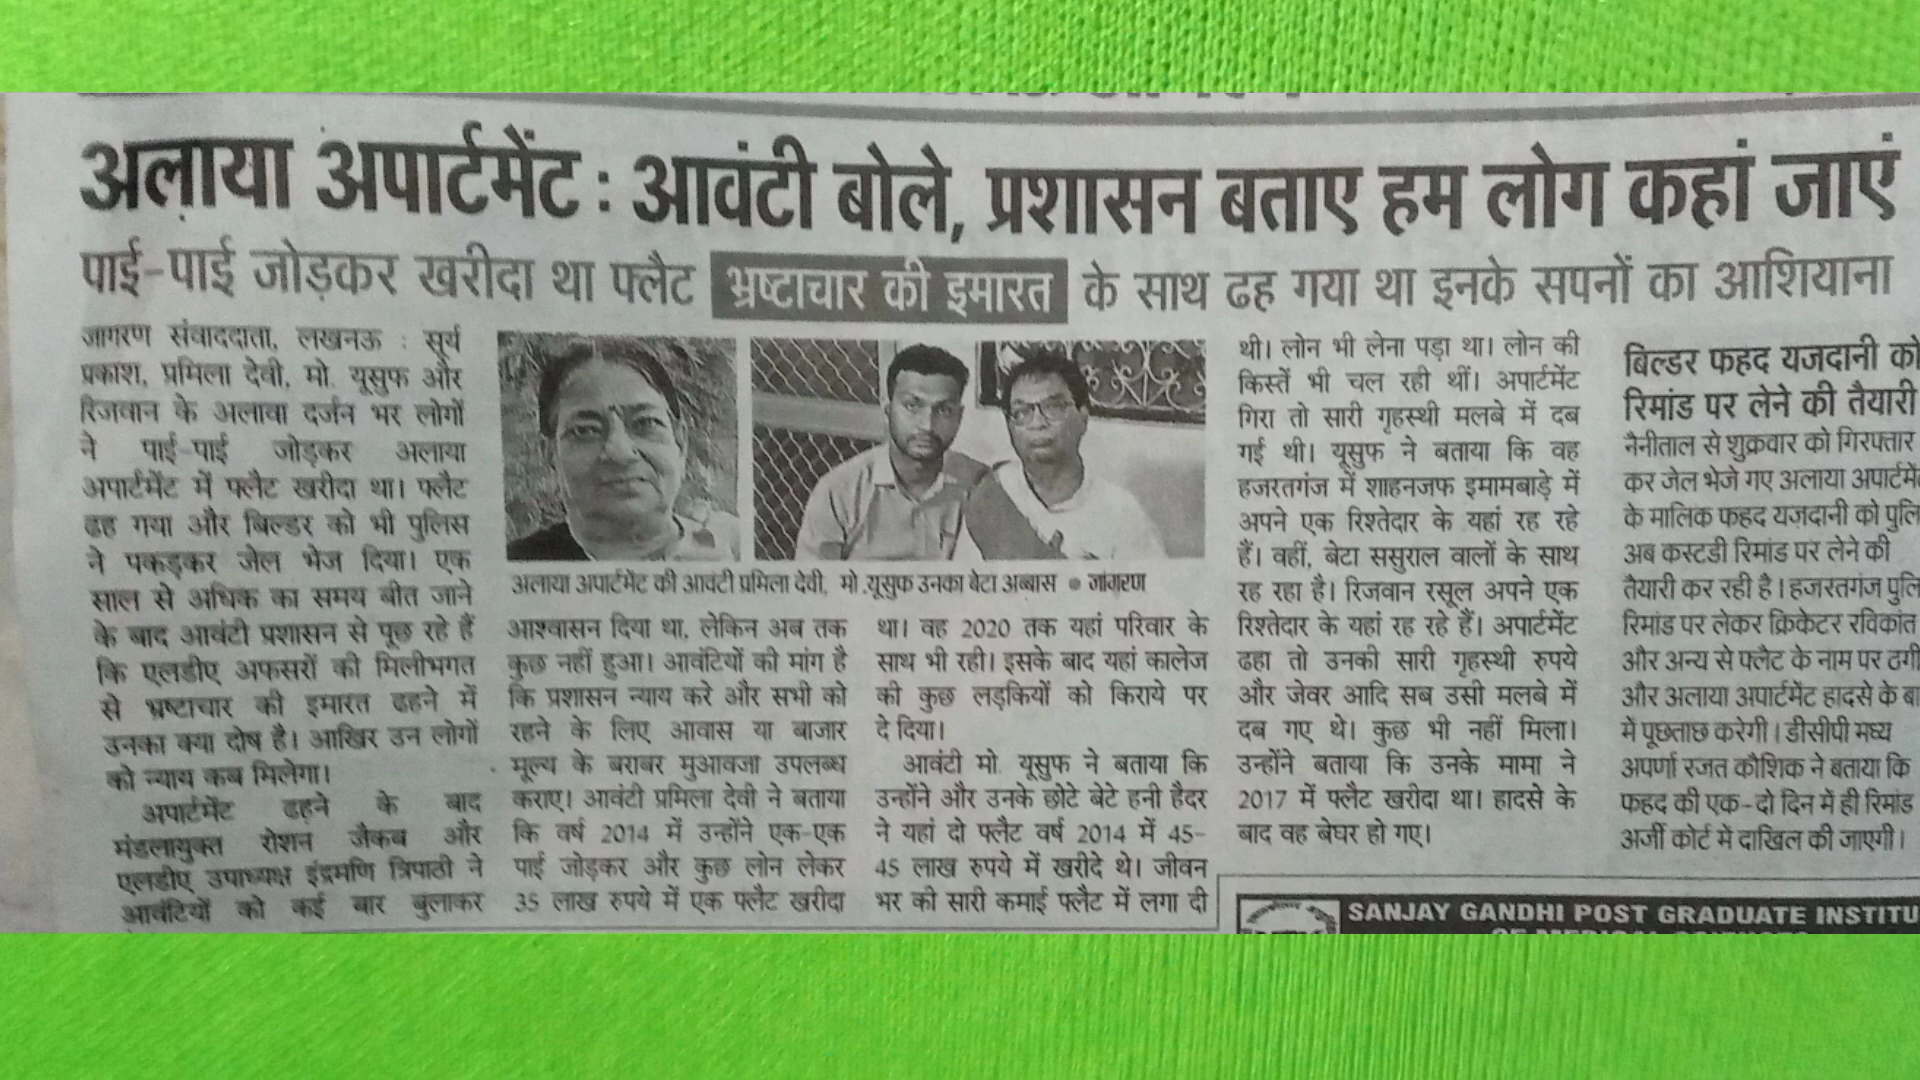 अलाया अपार्टमेंट : आवंटी बोले, प्रशासन बताए हम लोग कहां जाएं
पाई-पाई जोड़कर खरीदा था फ्लैट भ्रष्टाचार की इमारत के साथ ढह गया था इनके सपनों का आशियाना
जागरण संवाददाता, लखनऊ : सूर्य
प्रकाश, प्रमिला देवी, मो. यूसुफ और
रिजवान के अलावा दर्जन भर लोगों
ने पाई-पाई जोड़कर अलाया
अपार्टमेंट में फ्लैट खरीदा था। फ्लैट
ढह गया और बिल्डर को भी पुलिस
ने पकड़कर जेल भेज दिया। एक
साल से अधिक का समय बीत जाने
के बाद आवंटी प्रशासन से पूछ रहे हैं
कि एलडीए अफसरों की मिलीभगत
से भ्रष्टाचार की इमारत ढहने में
उनका क्या दोष है। आखिर उन लोगों
को न्याय कब मिलेगा।
अपार्टमेंट ढहने के बाद
मंडलायुक्त रोशन जैकब और
एलडीए उपाध्यक्ष इंद्रमणि त्रिपाठी ने
आवंटियों को कई बार बुलाकर
अलाया अपार्टमेंट की आवंटी प्रमिला देवी, मो.यूसुफ उनका बेटा अब्बास ● जागरण
आश्वासन दिया था, लेकिन अब तक
कुछ नहीं हुआ। आवंटियों की मांग है
कि प्रशासन न्याय करे और सभी को
रहने के लिए आवास या बाजार
मूल्य के बराबर मुआवजा उपलब्ध
कराए। आवंटी प्रमिला देवी ने बताया
कि वर्ष 2014 में उन्होंने एक-एक
पाई जोड़कर और कुछ लोन लेकर
35 लाख रुपये में एक फ्लैट खरीदा
था। वह 2020 तक यहां परिवार के
साथ भी रही। इसके बाद यहां कालेज
की कुछ लड़कियों को किराये पर
दे दिया।
आवंटी मो. यूसुफ ने बताया कि
उन्होंने और उनके छोटे बेटे हनी हैदर
ने यहां दो फ्लैट वर्ष 2014 में 45-
45 लाख रुपये में खरीदे थे। जीवन
भर की सारी कमाई फ्लैट में लगा दी
थी। लोन भी लेना पड़ा था। लोन की
किस्तें भी चल रही थीं। अपार्टमेंट
गिरा तो सारी गृहस्थी मलबे में दब
गई थी। यूसुफ ने बताया कि वह
हजरतगंज में शाहनजफ इमामबाड़े में
अपने एक रिश्तेदार के यहां रह रहे
हैं। वहीं, बेटा ससुराल वालों के साथ
रह रहा है। रिजवान रसूल अपने एक
रिश्तेदार के यहां रह रहे हैं। अपार्टमेंट
ढहा तो उनकी सारी गृहस्थी रुपये
और जेवर आदि सब उसी मलबे में
दब गए थे। कुछ भी नहीं मिला।
उन्होंने बताया कि उनके मामा ने
2017 में फ्लैट खरीदा था। हादसे के
बाद वह बेघर हो गए।
बिल्डर फहद यजदानी को
रिमांड पर लेने की तैयारी
नैनीताल से शुक्रवार को गिरफ्तार
कर जेल भेजे गए अलाया अपार्टमें
के मालिक फहद यजदानी को पुलि
अब कस्टडी रिमांड पर लेने की
तैयारी कर रही है। हजरतगंज पुलि
रिमांड पर लेकर क्रिकेटर रविकांत
और अन्य से फ्लैट के नाम पर ठगी
और अलाया अपार्टमेंट हादसे के बा
में पूछताछ करेगी। डीसीपी मध्य
अपर्णा रजत कौशिक ने बताया कि
फहद की एक-दो दिन में ही रिमांड
अर्जी कोर्ट में दाखिल की जाएगी।
SANJAY GANDHI POST GRADUATE INSTITU